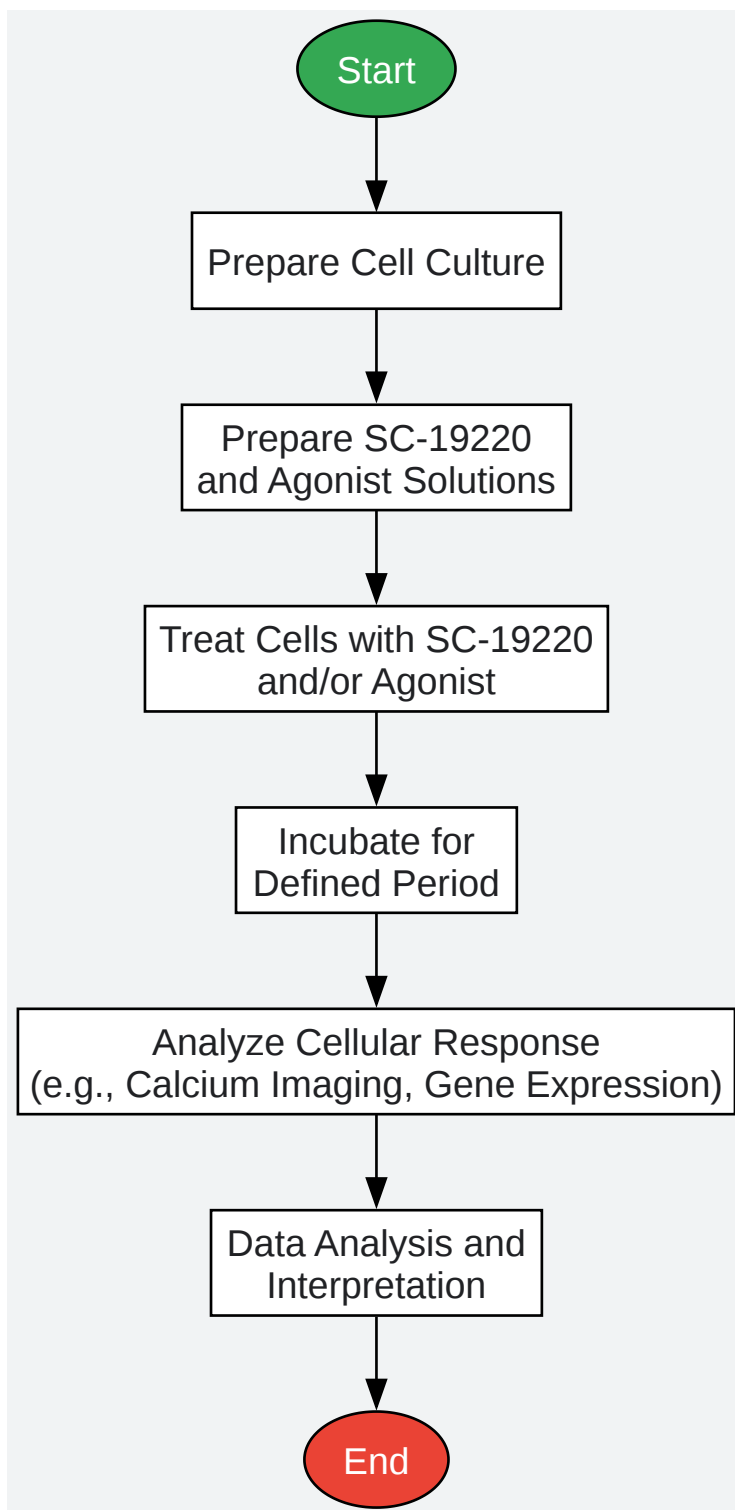 Start
Prepare Cell Culture
Prepare SC-19220
and Agonist Solutions
Treat Cells with SC-19220
and/or Agonist
Incubate for
Defined Period
Analyze Cellular Response
(e.g., Calcium Imaging, Gene Expression)
Data Analysis and
Interpretation
End